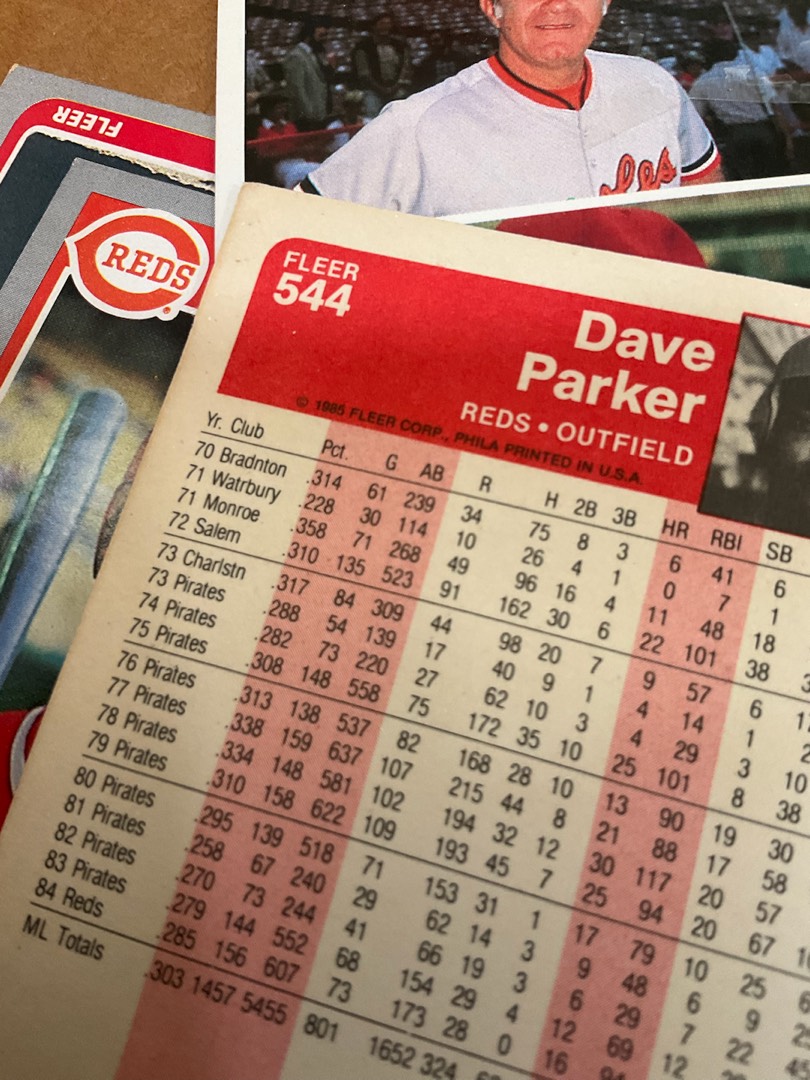 FLEER
REDS
FLEER
544
Dave
Parker
REDS • OUTFIELD
© 1985 FLEER CORP., PHILA PRINTED IN U.S.A.
Yr. Club Pct. G AB R H 2B 3B HR RBI SB
70 Bradnton .314 61 239 34 75 8 3 6 41 6
71 Watrbury .228 30 114 10 26 4 1 0 7 1
71 Monroe .358 71 268 49 96 16 4 11 48 18
72 Salem .310 135 523 91 162 30 6 22 101 38
73 Charlstn .317 84 309 44 98 20 7 9 57 6
73 Pirates .288 54 139 17 40 9 1 4 14 1
74 Pirates .282 73 220 27 62 10 3 4 29 3 10
75 Pirates .308 148 558 75 172 35 10 25 101 8 38
76 Pirates .313 138 537 82 168 28 10 13 90 19 30
77 Pirates .338 159 637 107 215 44 8 21 88 17 58
78 Pirates .334 148 581 102 194 32 12 30 117 20 57
79 Pirates .310 158 622 109 193 45 7 25 94 20 67
80 Pirates .295 139 518 71 153 31 1 17 79 10 25
81 Pirates .258 67 240 29 62 14 3 9 48 6 9
82 Pirates .270 73 244 41 66 19 3 6 29 7 22
83 Pirates .279 144 552 68 154 29 4 12 69 12
84 Reds .285 156 607 73 173 28 0 16
ML Totals .303 1457 5455 801 1652 324